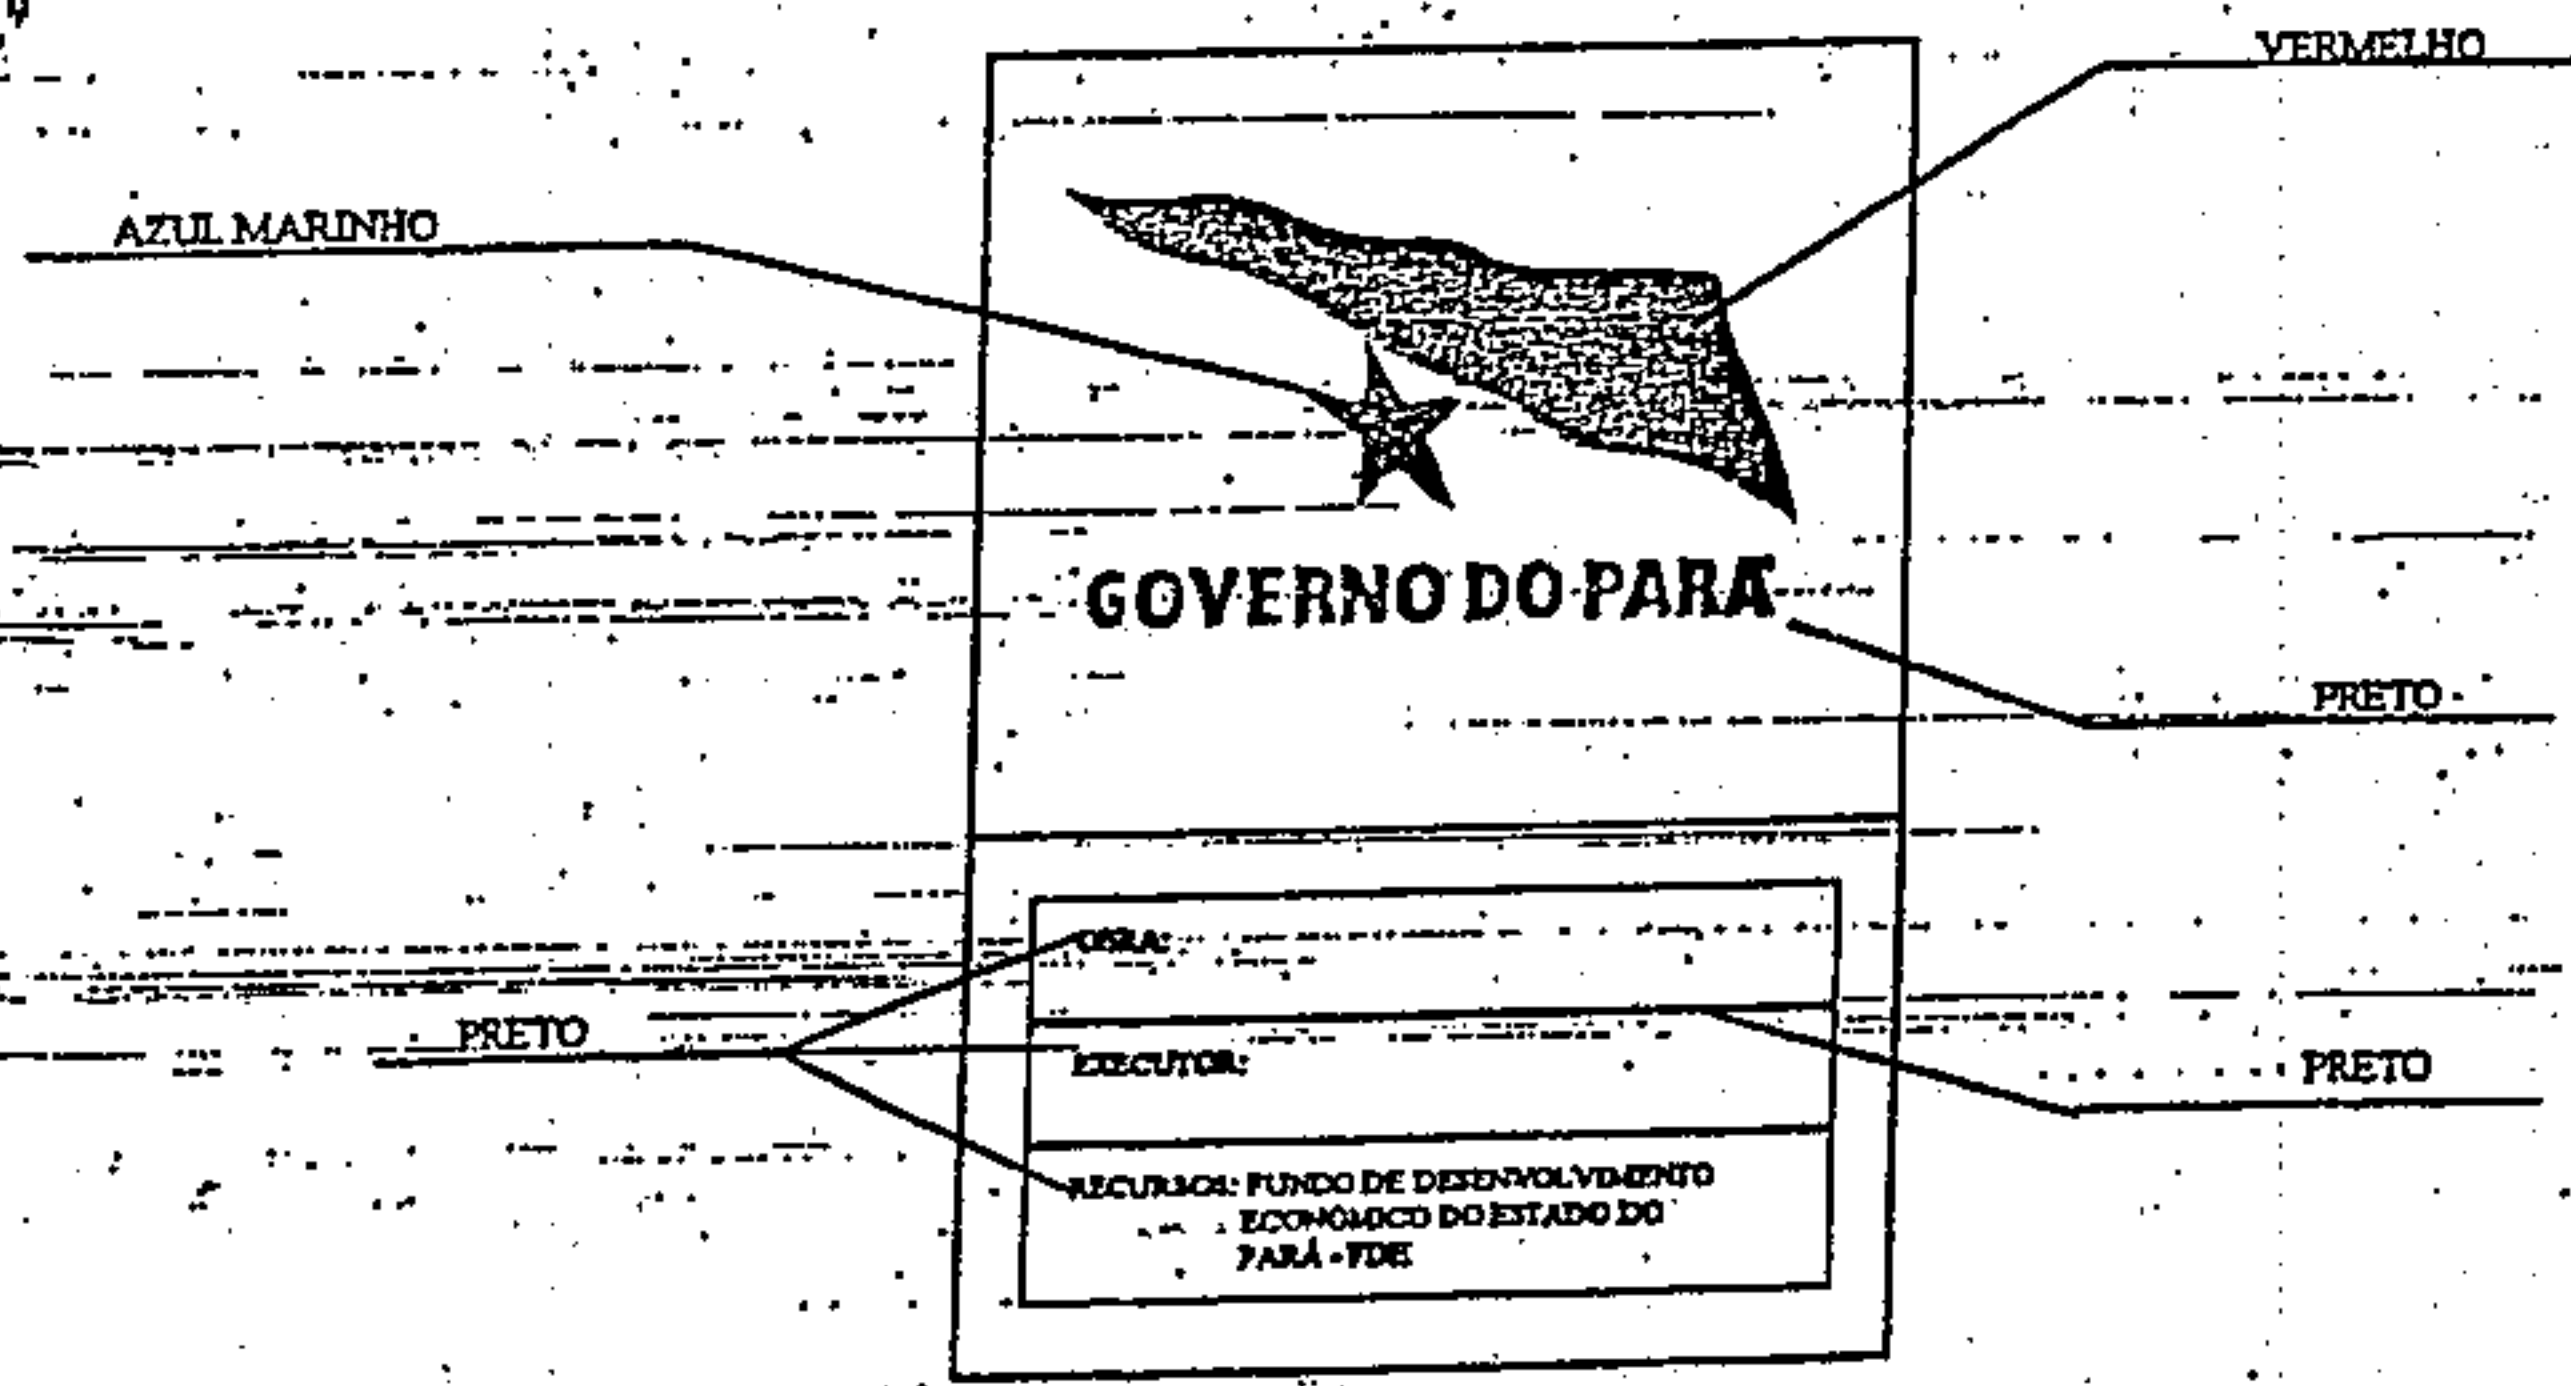 VERMELHO
AZUL MARINHO
GOVERNO DO PARÁ
PRETO
OBRA:
PRETO
EXECUTOR:
PRETO
RECURSOS: FUNDO DE DESENVOLVIMENTO
ECONÔMICO DO ESTADO DO
PARÁ - FDE